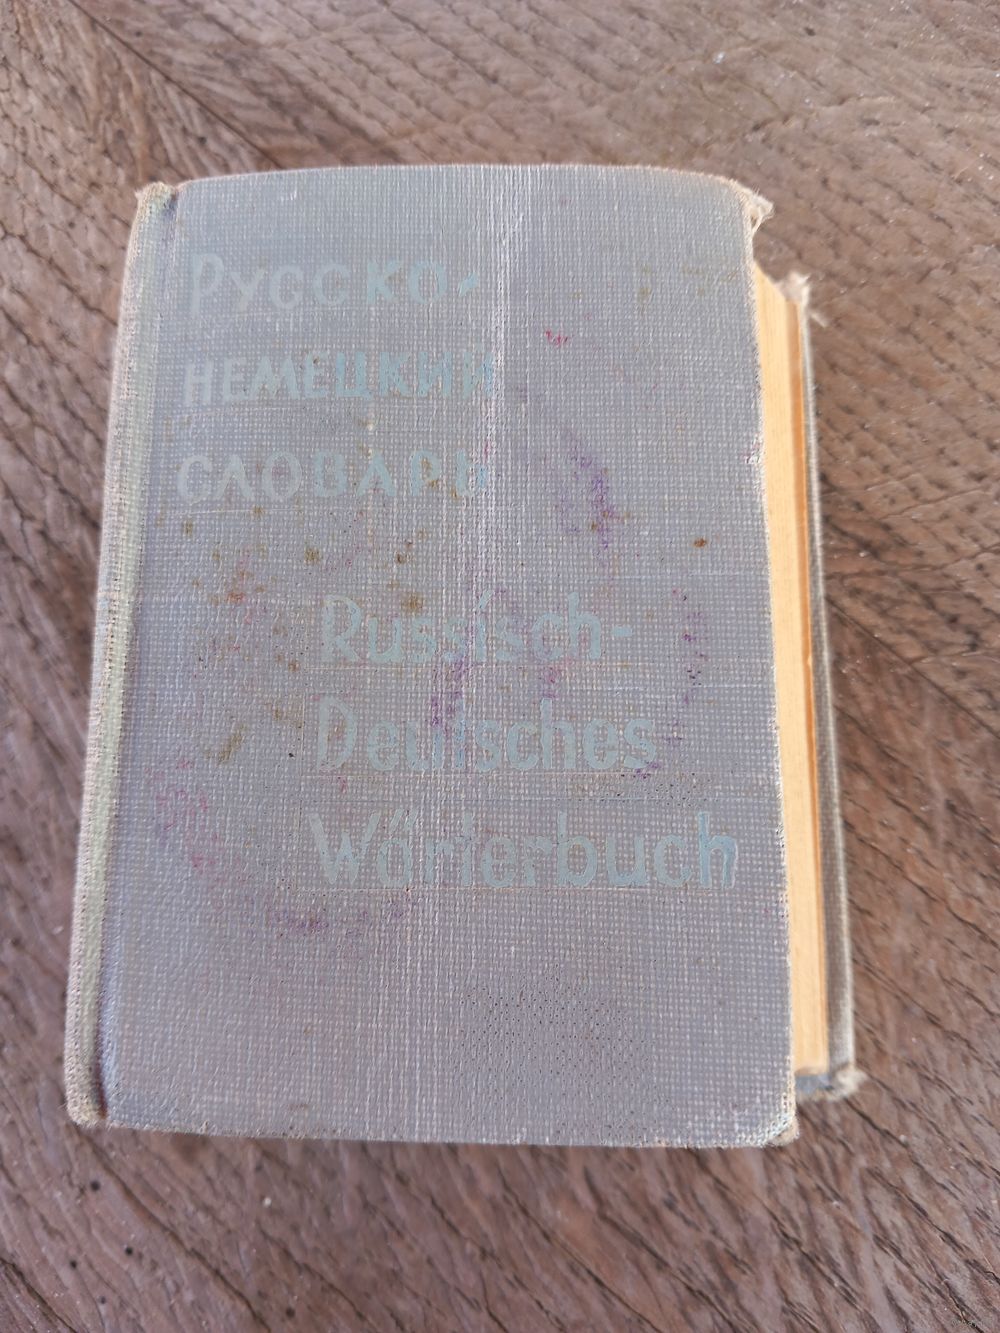 Русско-
немецкий
словарь
Russisch-
Deutsches
Wörterbuch